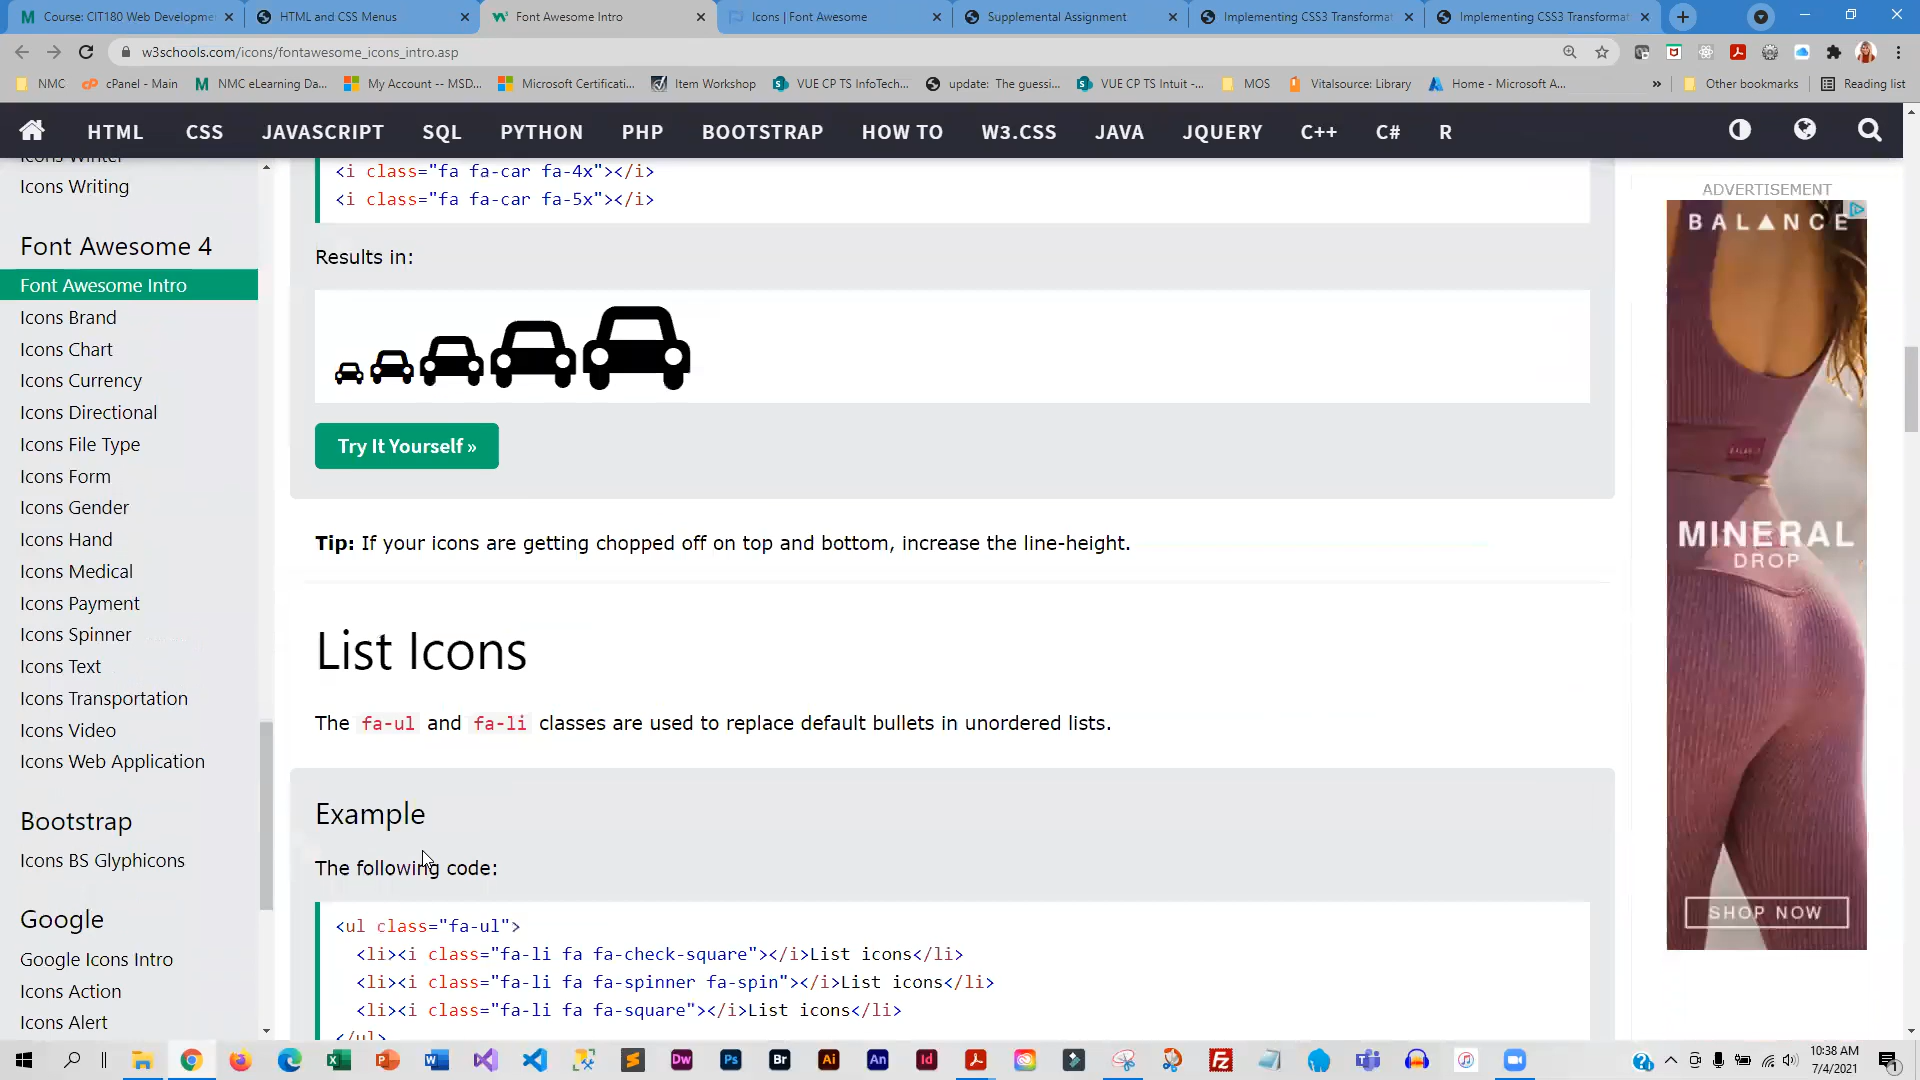 Course: CIT180 Web Developme
HTML and CSS Menus
Font Awesome Intro
Icons | Font Awesome
Supplemental Assignment
Implementing CSS3 Transformat
Implementing CSS3 Transformat
w3schools.com/icons/fontawesome_icons_intro.asp
NMC
cPanel - Main
NMC eLearning Da...
My Account -- MSD...
Microsoft Certificati...
Item Workshop
VUE CP TS InfoTech...
update: The guessi...
VUE CP TS Intuit -...
MOS
Vitalsource: Library
Home - Microsoft A...
»
Other bookmarks
Reading list
HTML
CSS
JAVASCRIPT
SQL
PYTHON
PHP
BOOTSTRAP
HOW TO
W3.CSS
JAVA
JQUERY
C++
C#
R
Icons Winter
Icons Writing
Font Awesome 4
Font Awesome Intro
Icons Brand
Icons Chart
Icons Currency
Icons Directional
Icons File Type
Icons Form
Icons Gender
Icons Hand
Icons Medical
Icons Payment
Icons Spinner
Icons Text
Icons Transportation
Icons Video
Icons Web Application
Bootstrap
Icons BS Glyphicons
Google
Google Icons Intro
Icons Action
Icons Alert
<i class="fa fa-car fa-4x"></i>
<i class="fa fa-car fa-5x"></i>
Results in:
Try It Yourself »
Tip: If your icons are getting chopped off on top and bottom, increase the line-height.
List Icons
The fa-ul and fa-li classes are used to replace default bullets in unordered lists.
Example
The following code:
<ul class="fa-ul">
<li><i class="fa-li fa fa-check-square"></i>List icons</li>
<li><i class="fa-li fa fa-spinner fa-spin"></i>List icons</li>
<li><i class="fa-li fa fa-square"></i>List icons</li>
</ul>
ADVERTISEMENT
BALANCE
MINERAL
DROP
SHOP NOW
Dw
Ps
Br
Ai
An
Id
10:38 AM
7/4/2021